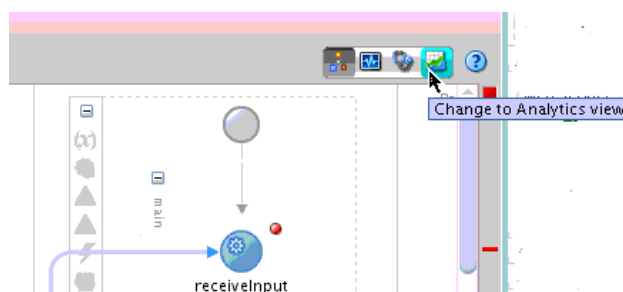 ?
Change to Analytics view
(x)
main
receiveInput